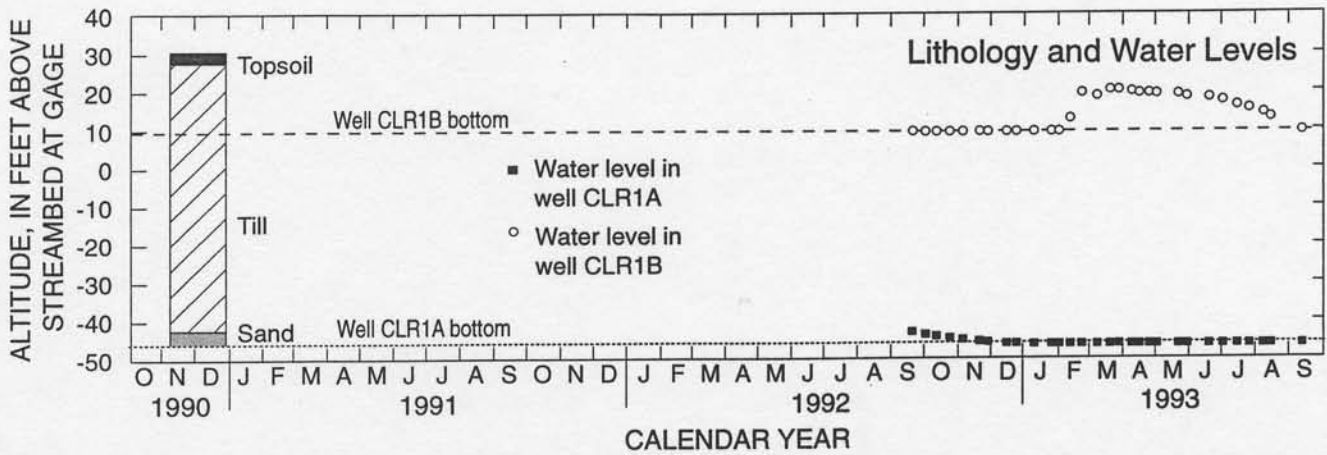 Lithology and Water Levels
ALTITUDE, IN FEET ABOVE
STREAMBED AT GAGE
40
30
20
10
0
-10
-20
-30
-40
-50
Topsoil
Till
Sand
Well CLR1B bottom
Well CLR1A bottom
Water level in
well CLR1A
Water level in
well CLR1B
O N D J F M A M J J A S O N D J F M A M J J A S O N D J F M A M J J A S
1990 1991 1992 1993
CALENDAR YEAR